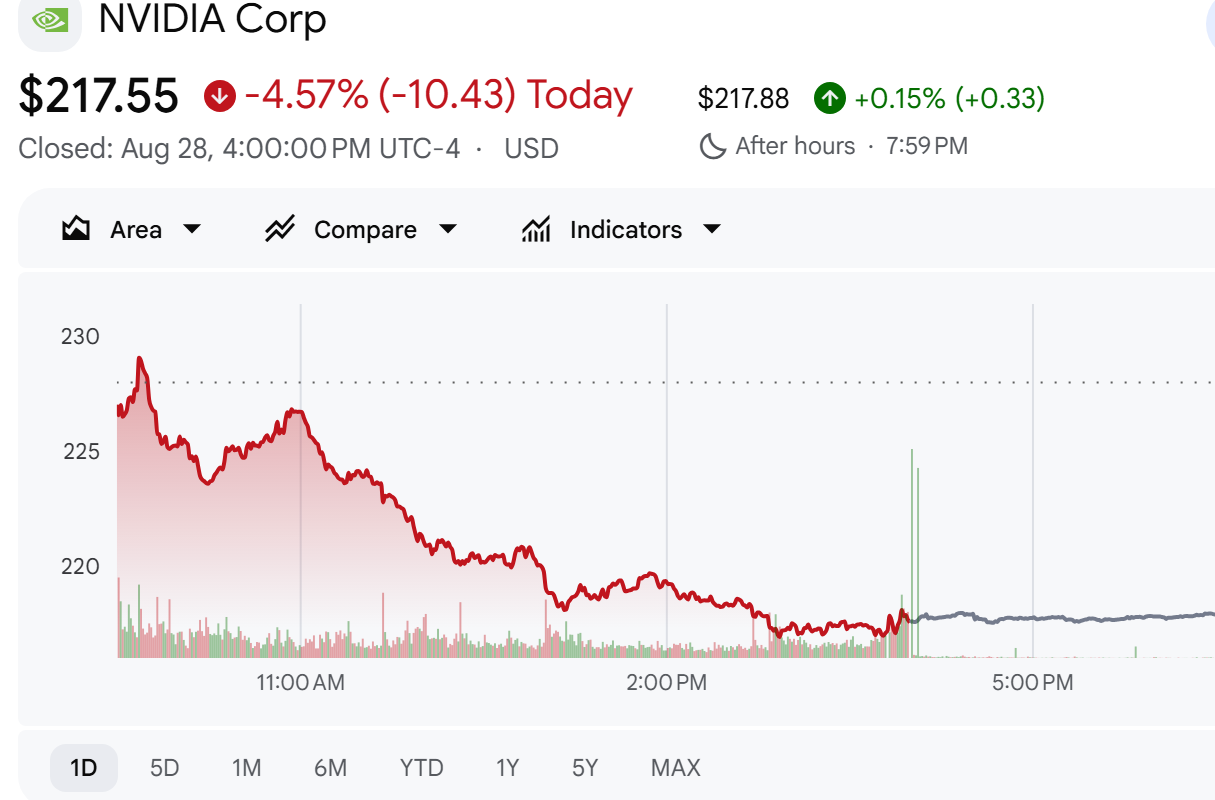 NVIDIA Corp
$217.55 -4.57% (-10.43) Today
$217.88 +0.15% (+0.33)
Closed: Aug 28, 4:00:00 PM UTC-4 · USD
After hours · 7:59 PM
Area Compare Indicators
230
225
220
11:00 AM 2:00 PM 5:00 PM
1D 5D 1M 6M YTD 1Y 5Y MAX